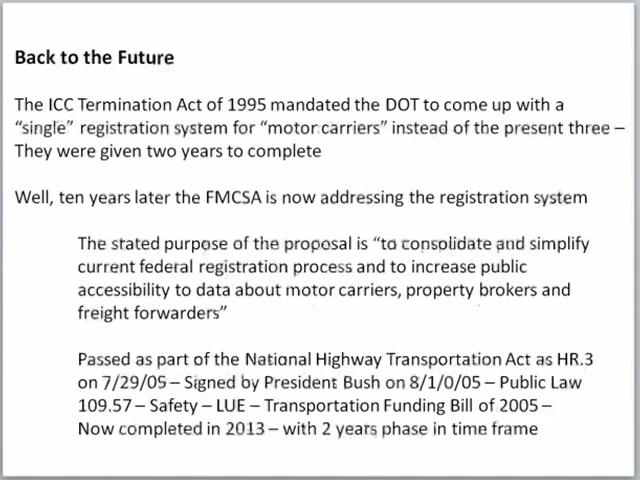 Back to the Future
The ICC Termination Act of 1995 mandated the DOT to come up with a
“single” registration system for “motor carriers” instead of the present three –
They were given two years to complete
Well, ten years later the FMCSA is now addressing the registration system
The stated purpose of the proposal is “to consolidate and simplify
current federal registration process and to increase public
accessibility to data about motor carriers, property brokers and
freight forwarders”
Passed as part of the National Highway Transportation Act as HR.3
on 7/29/05 – Signed by President Bush on 8/1/0/05 – Public Law
109.57 – Safety – LUE – Transportation Funding Bill of 2005 –
Now completed in 2013 – with 2 years phase in time frame